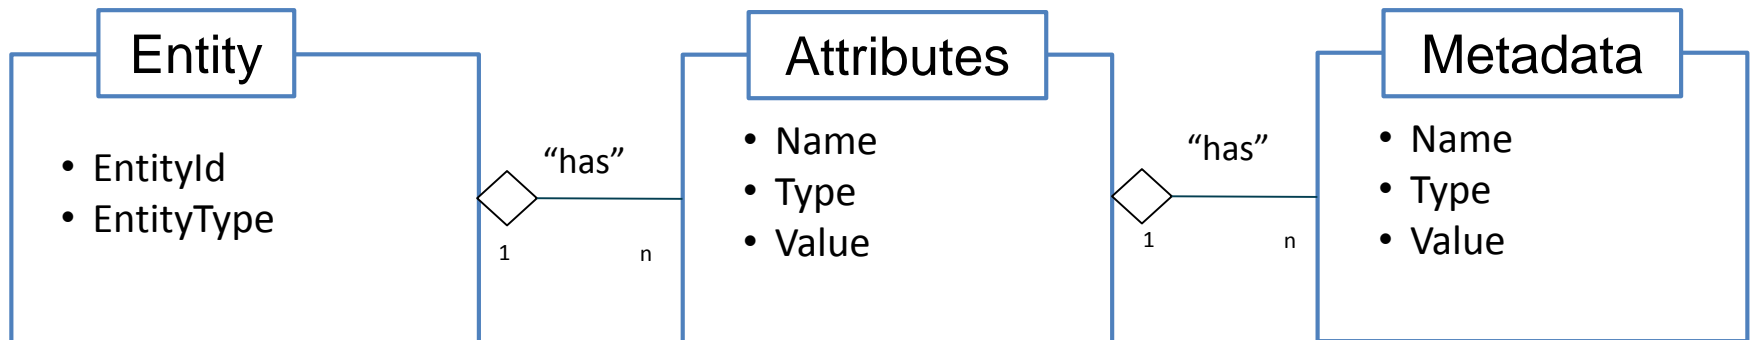 Entity
• EntityId
• EntityType
“has”
1
n
Attributes
• Name
• Type
• Value
“has”
1
n
Metadata
• Name
• Type
• Value